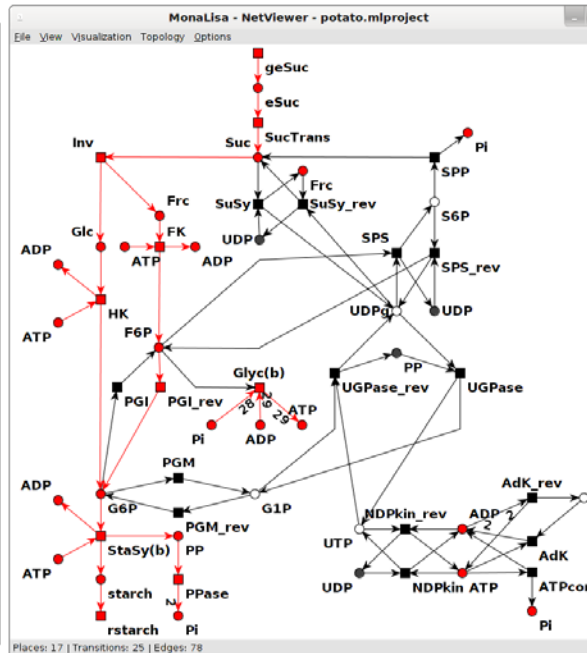 MonaLisa - NetViewer - potato.mlproject
File View Visualization Topology Options
geSuc
eSuc
SucTrans
Inv
Suc
Pi
SPP
Frc
Frc
SuSy
SuSy_rev
S6P
Glc
FK
UDP
SPS
ADP
ATP
ADP
SPS_rev
HK
UDPg
UDP
ATP
F6P
PP
Glyc(b)
UGPase_rev
UGPase
PGI
PGI_rev
28
29
29
ATP
Pi
ADP
PGM
AdK_rev
ADP
G6P
G1P
NDPkin_rev
ADP
2
2
PGM_rev
UTP
StaSy(b)
PP
AdK
ATP
UDP
NDPkin
ATP
ATPcon
starch
PPase
2
rstarch
Pi
Pi
Places: 17 | Transitions: 25 | Edges: 78